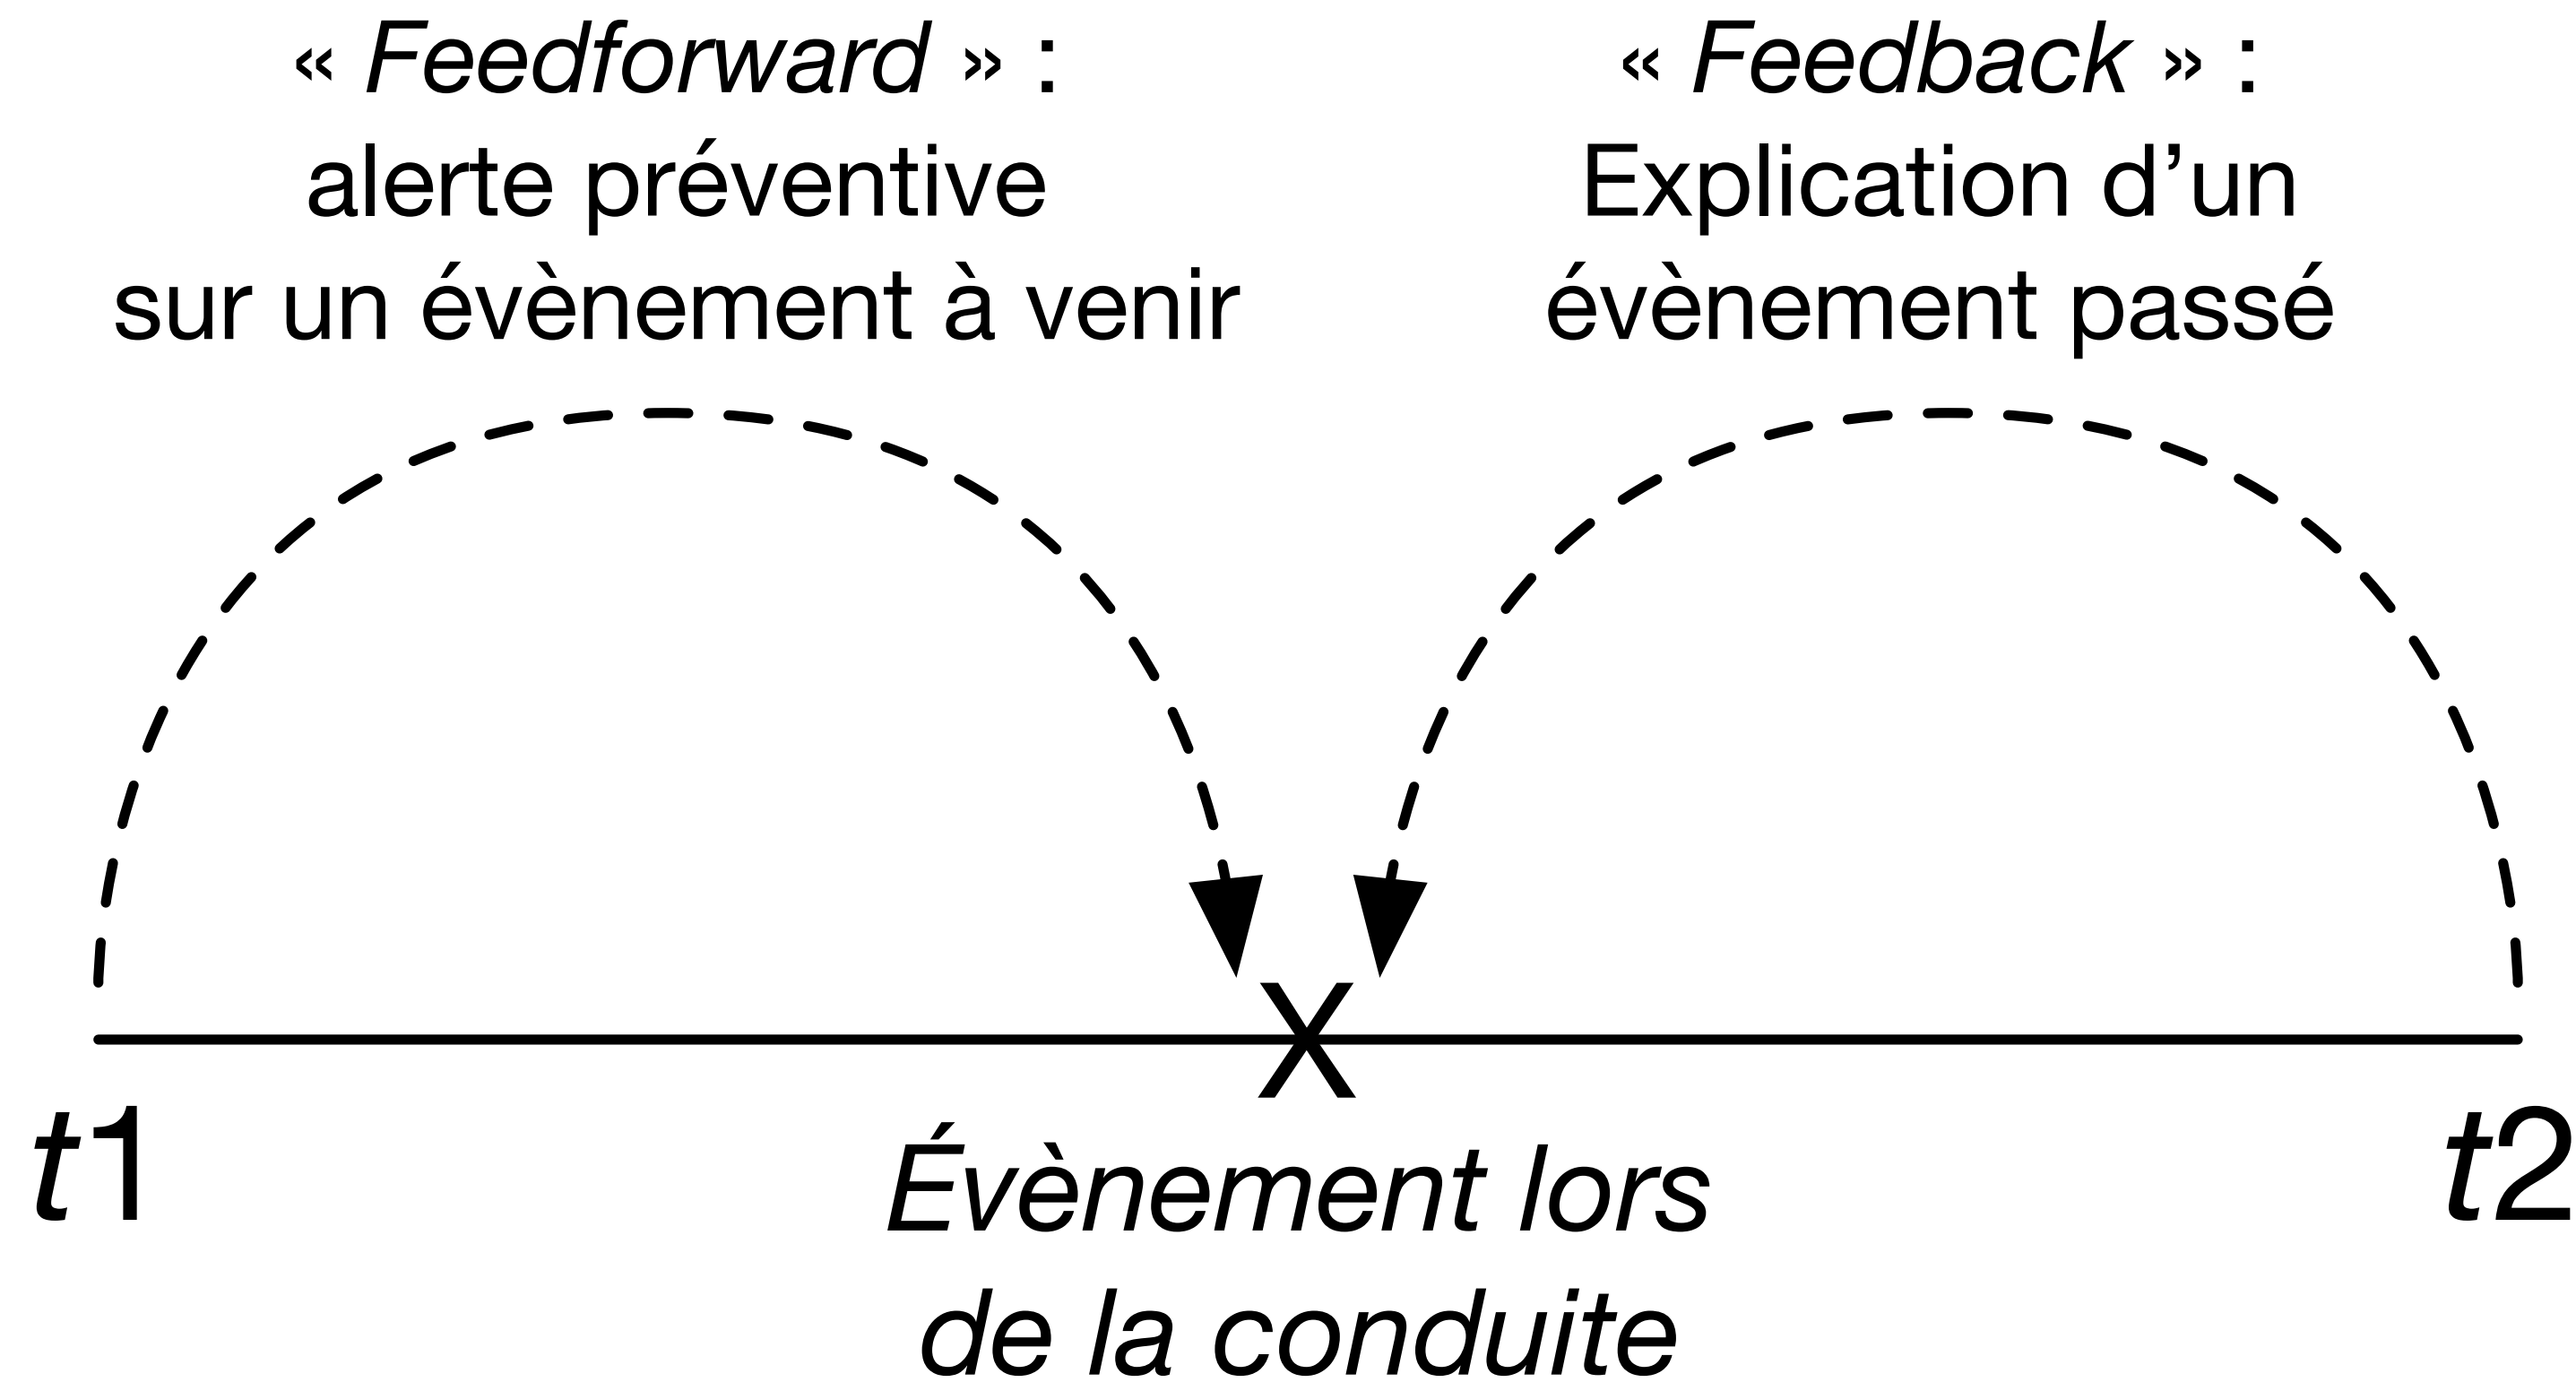 « Feedforward » :
alerte préventive
sur un évènement à venir
« Feedback » :
Explication d’un
évènement passé
X
t1
t2
Évènement lors
de la conduite